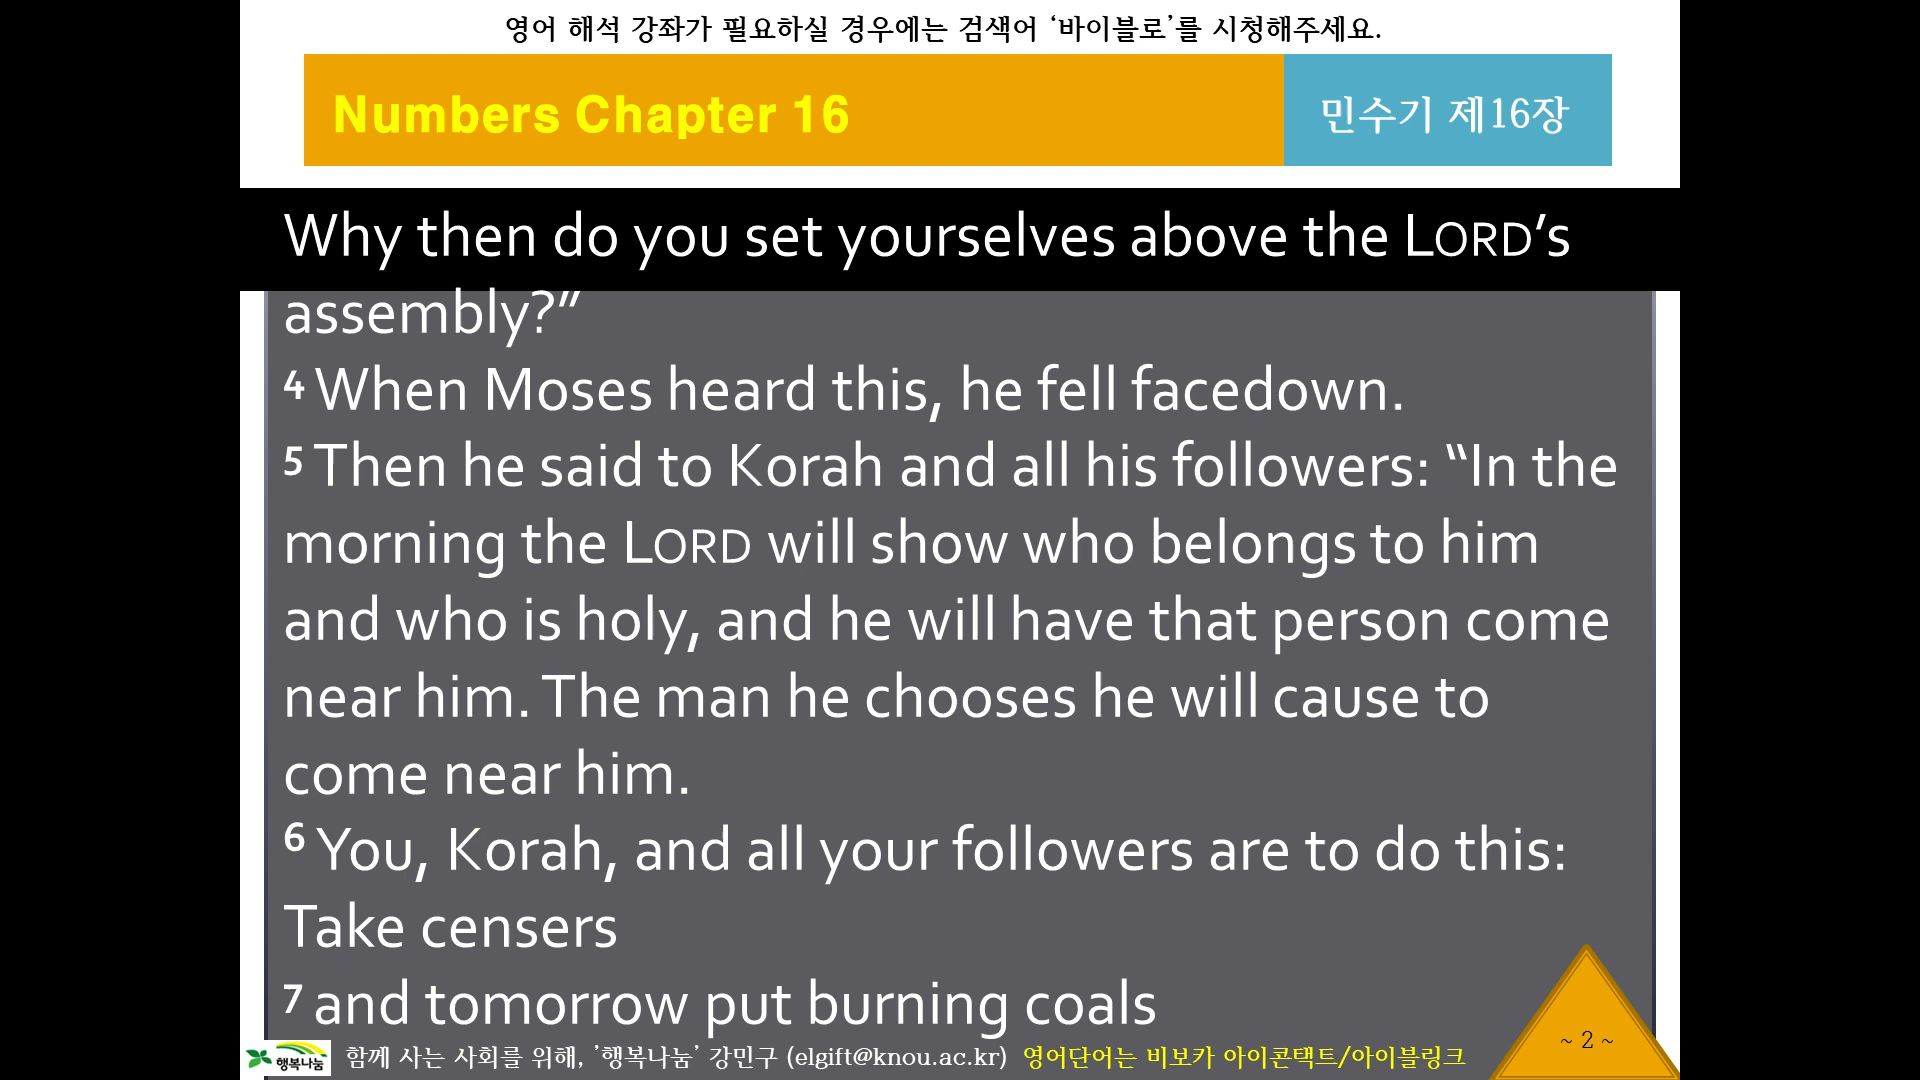 영어 해석 강좌가 필요하실 경우에는 검색어 ‘바이블로’를 시청해주세요.
Numbers Chapter 16
민수기 제16장
Why then do you set yourselves above the LORD’s
assembly?”
4 When Moses heard this, he fell facedown.
5 Then he said to Korah and all his followers: “In the
morning the LORD will show who belongs to him
and who is holy, and he will have that person come
near him. The man he chooses he will cause to
come near him.
6 You, Korah, and all your followers are to do this:
Take censers
7 and tomorrow put burning coals
~ 2 ~
행복나눔
함께 사는 사회를 위해, ’행복나눔’ 강민구 (elgift@knou.ac.kr) 영어단어는 비보카 아이콘택트/아이블링크